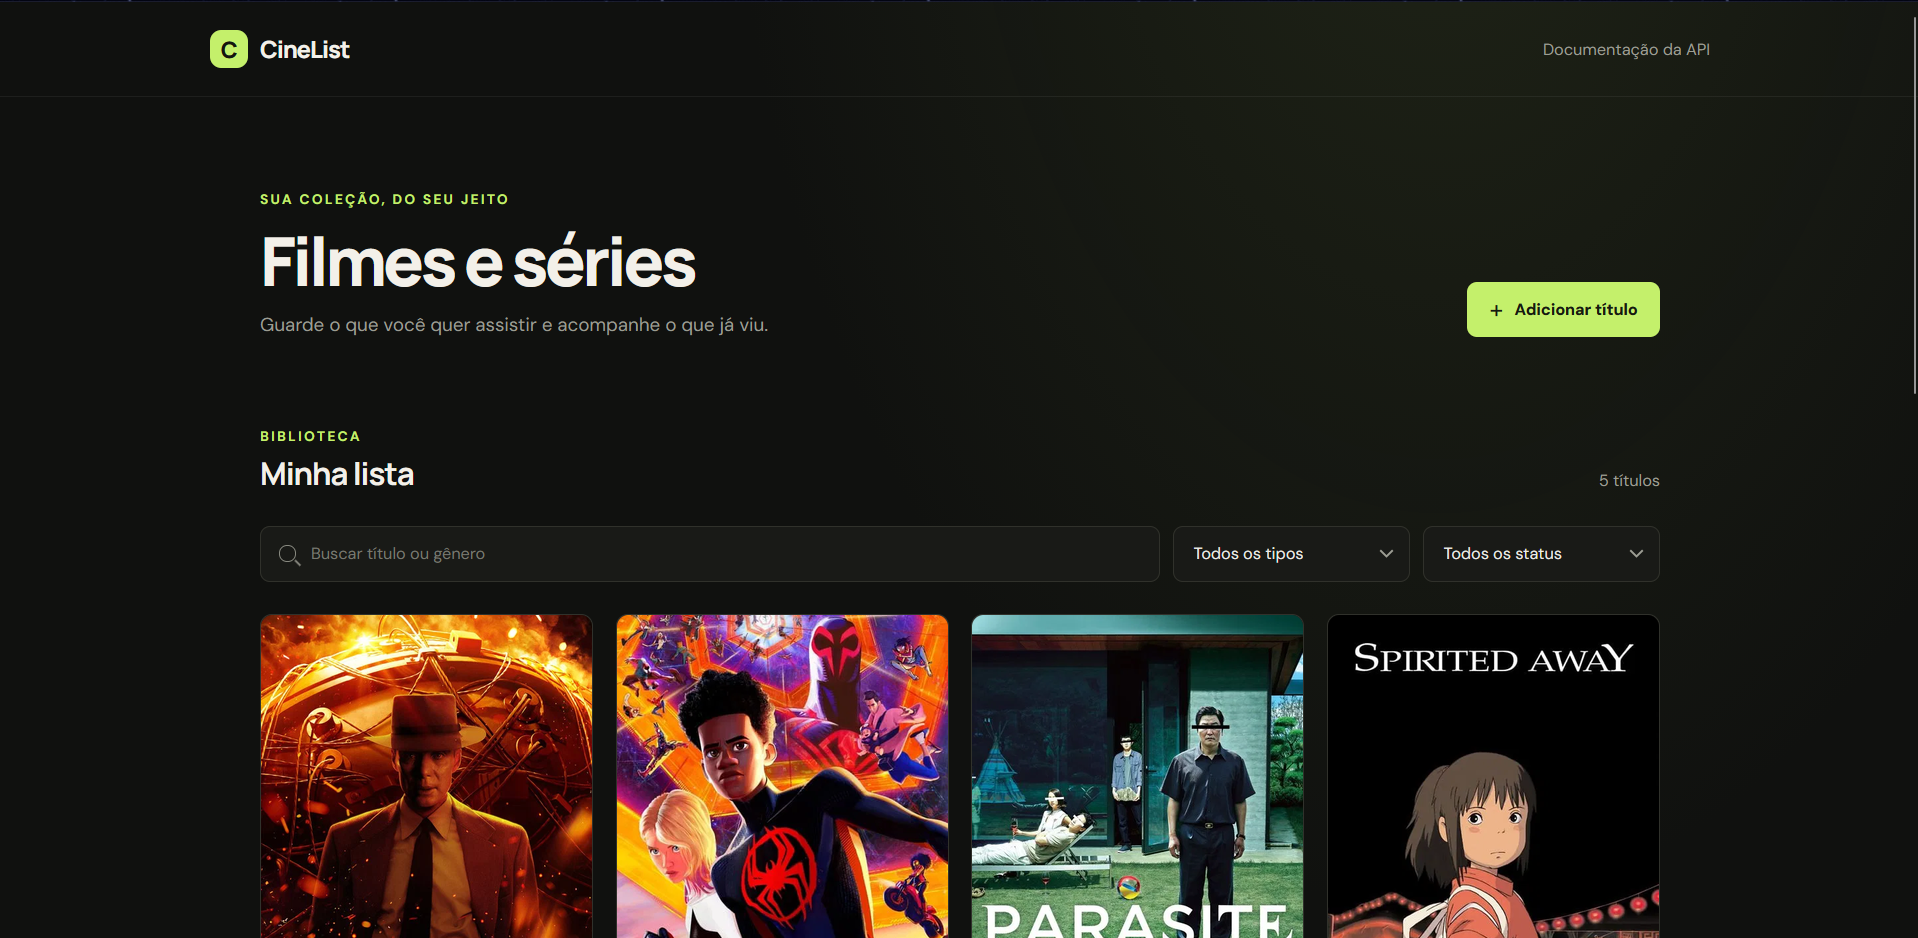 C CineList
Documentação da API
SUA COLEÇÃO, DO SEU JEITO
Filmes e séries
Guarde o que você quer assistir e acompanhe o que já viu.
+ Adicionar título
BIBLIOTECA
Minha lista
5 títulos
Buscar título ou gênero
Todos os tipos
Todos os status
SPIRITED AWAY
PARASITE